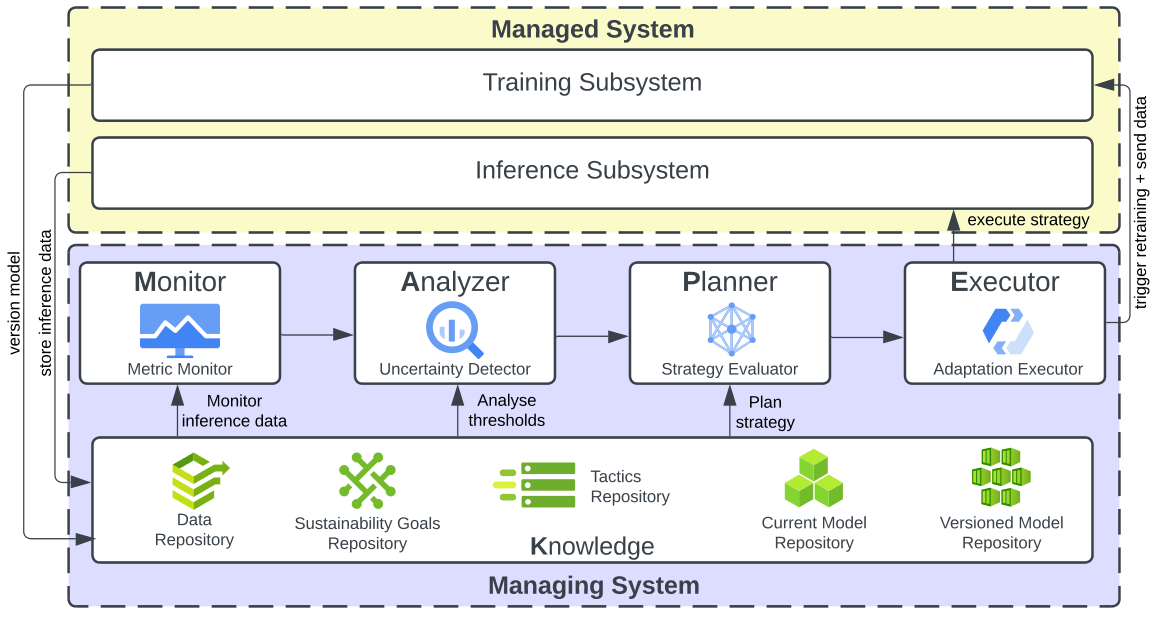 Managed System
Training Subsystem
Inference Subsystem
execute strategy
trigger retraining + send data
version model
store inference data
Monitor
Metric Monitor
Analyzer
Uncertainty Detector
Planner
Strategy Evaluator
Executor
Adaptation Executor
Monitor
inference data
Analyse
thresholds
Plan
strategy
Data
Repository
Sustainability Goals
Repository
Tactics
Repository
Current Model
Repository
Versioned Model
Repository
Knowledge
Managing System